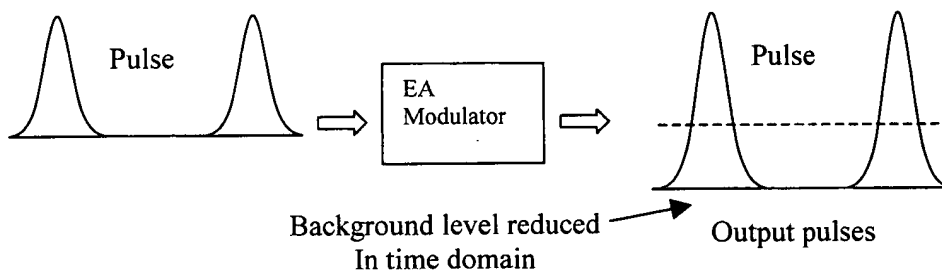 Pulse
EA
Modulator
Pulse
Background level reduced
In time domain
Output pulses